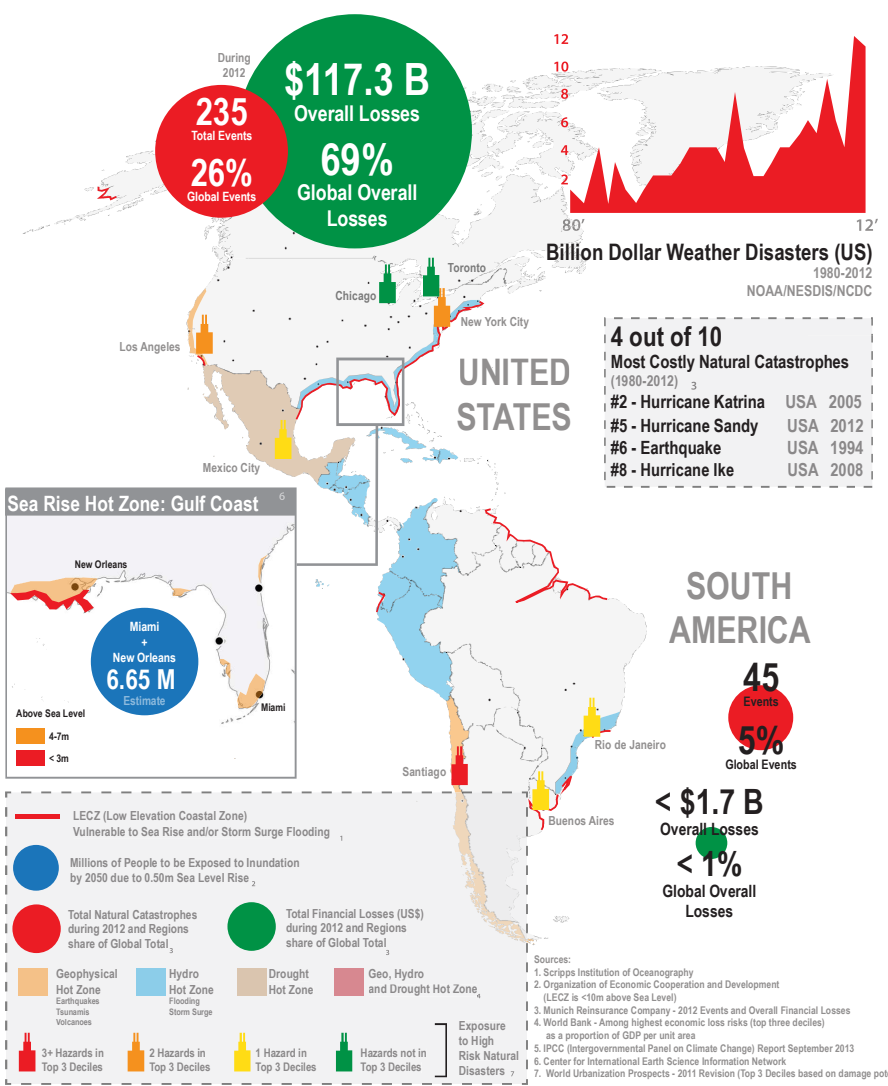 During
2012
$117.3 B
Overall Losses
69%
Global Overall
Losses
235
Total Events
26%
Global Events
12
10
8
6
4
2
80'
12'
Billion Dollar Weather Disasters (US)
1980-2012
NOAA/NESDIS/NCDC
Toronto
Chicago
New York City
Los Angeles
Mexico City
UNITED
STATES
4 out of 10
Most Costly Natural Catastrophes
(1980-2012) 3
#2 - Hurricane Katrina USA 2005
#5 - Hurricane Sandy USA 2012
#6 - Earthquake USA 1994
#8 - Hurricane Ike USA 2008
Sea Rise Hot Zone: Gulf Coast 6
New Orleans
Miami
+
New Orleans
6.65 M
Estimate
Miami
Above Sea Level
4-7m
< 3m
SOUTH
AMERICA
45
Events
5%
Global Events
< $1.7 B
Overall Losses
< 1%
Global Overall
Losses
Rio de Janeiro
Santiago
Buenos Aires
LECZ (Low Elevation Coastal Zone)
Vulnerable to Sea Rise and/or Storm Surge Flooding 1
Millions of People to be Exposed to Inundation
by 2050 due to 0.50m Sea Level Rise 2
Total Natural Catastrophes
during 2012 and Regions
share of Global Total 3
Total Financial Losses (US$)
during 2012 and Regions
share of Global Total 3
Geophysical
Hot Zone
Earthquakes
Tsunamis
Volcanoes
Hydro
Hot Zone
Flooding
Storm Surge
Drought
Hot Zone
Geo, Hydro
and Drought Hot Zone 4
3+ Hazards in
Top 3 Deciles
2 Hazards in
Top 3 Deciles
1 Hazard in
Top 3 Deciles
Hazards not in
Top 3 Deciles
Exposure
to High
Risk Natural
Disasters 7
Sources:
1. Scripps Institution of Oceanography
2. Organization of Economic Cooperation and Development
(LECZ is <10m above Sea Level)
3. Munich Reinsurance Company - 2012 Events and Overall Financial Losses
4. World Bank - Among highest economic loss risks (top three deciles)
as a proportion of GDP per unit area
5. IPCC (Intergovernmental Panel on Climate Change) Report September 2013
6. Center for International Earth Science Information Network
7. World Urbanization Prospects - 2011 Revision (Top 3 Deciles based on damage pot